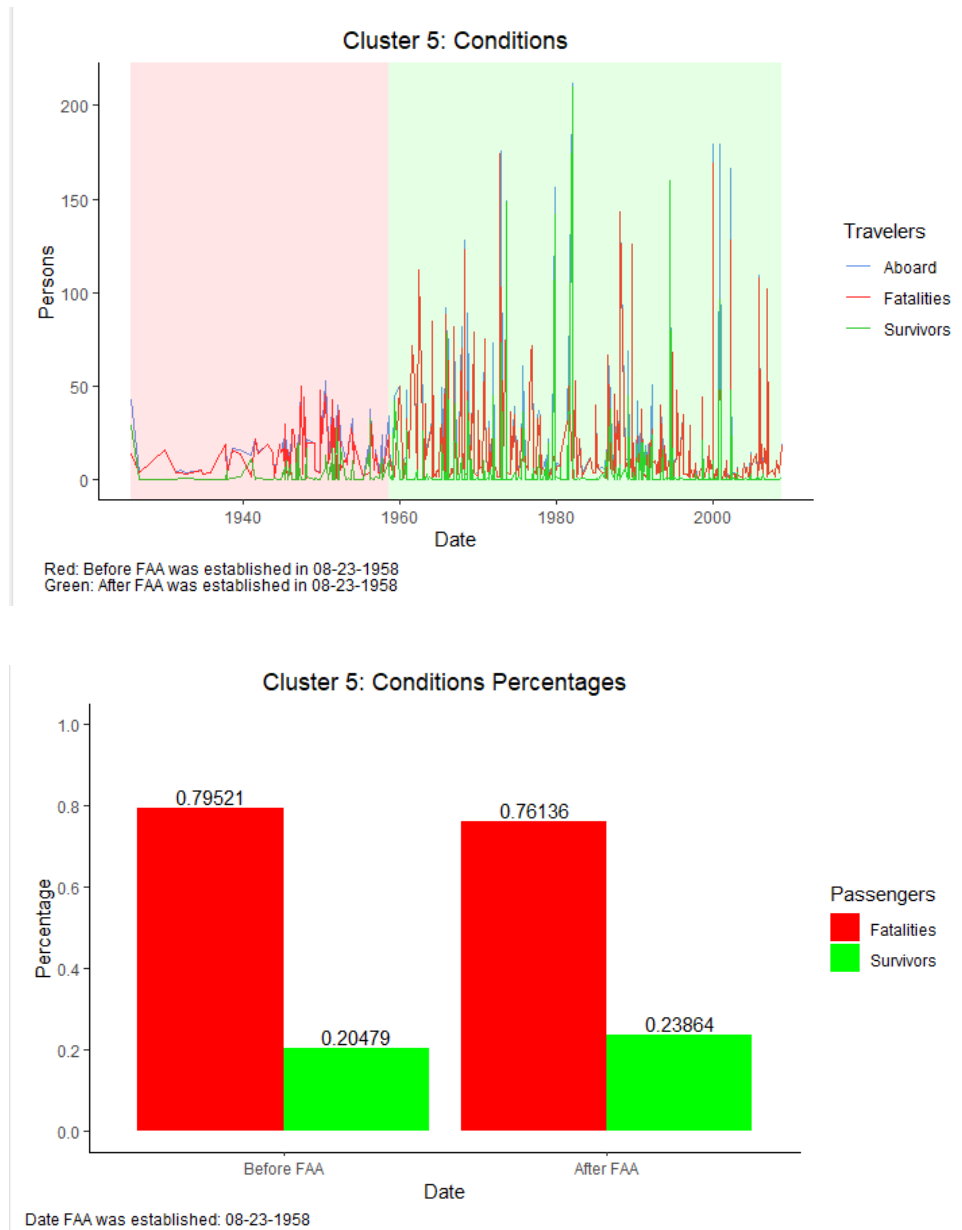 Cluster 5: Conditions
200
150
100
50
0
Persons
1940
1960
1980
2000
Date
Travelers
Aboard
Fatalities
Survivors
Red: Before FAA was established in 08-23-1958
Green: After FAA was established in 08-23-1958
Cluster 5: Conditions Percentages
1.0
0.8
0.6
0.4
0.2
0.0
Percentage
0.79521
0.20479
0.76136
0.23864
Before FAA
After FAA
Date
Passengers
Fatalities
Survivors
Date FAA was established: 08-23-1958